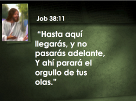 Job 38:11
"Hasta aquí
llegarás, y no
pasarás adelante,
Y ahí parará el
orgullo de tus
olas."